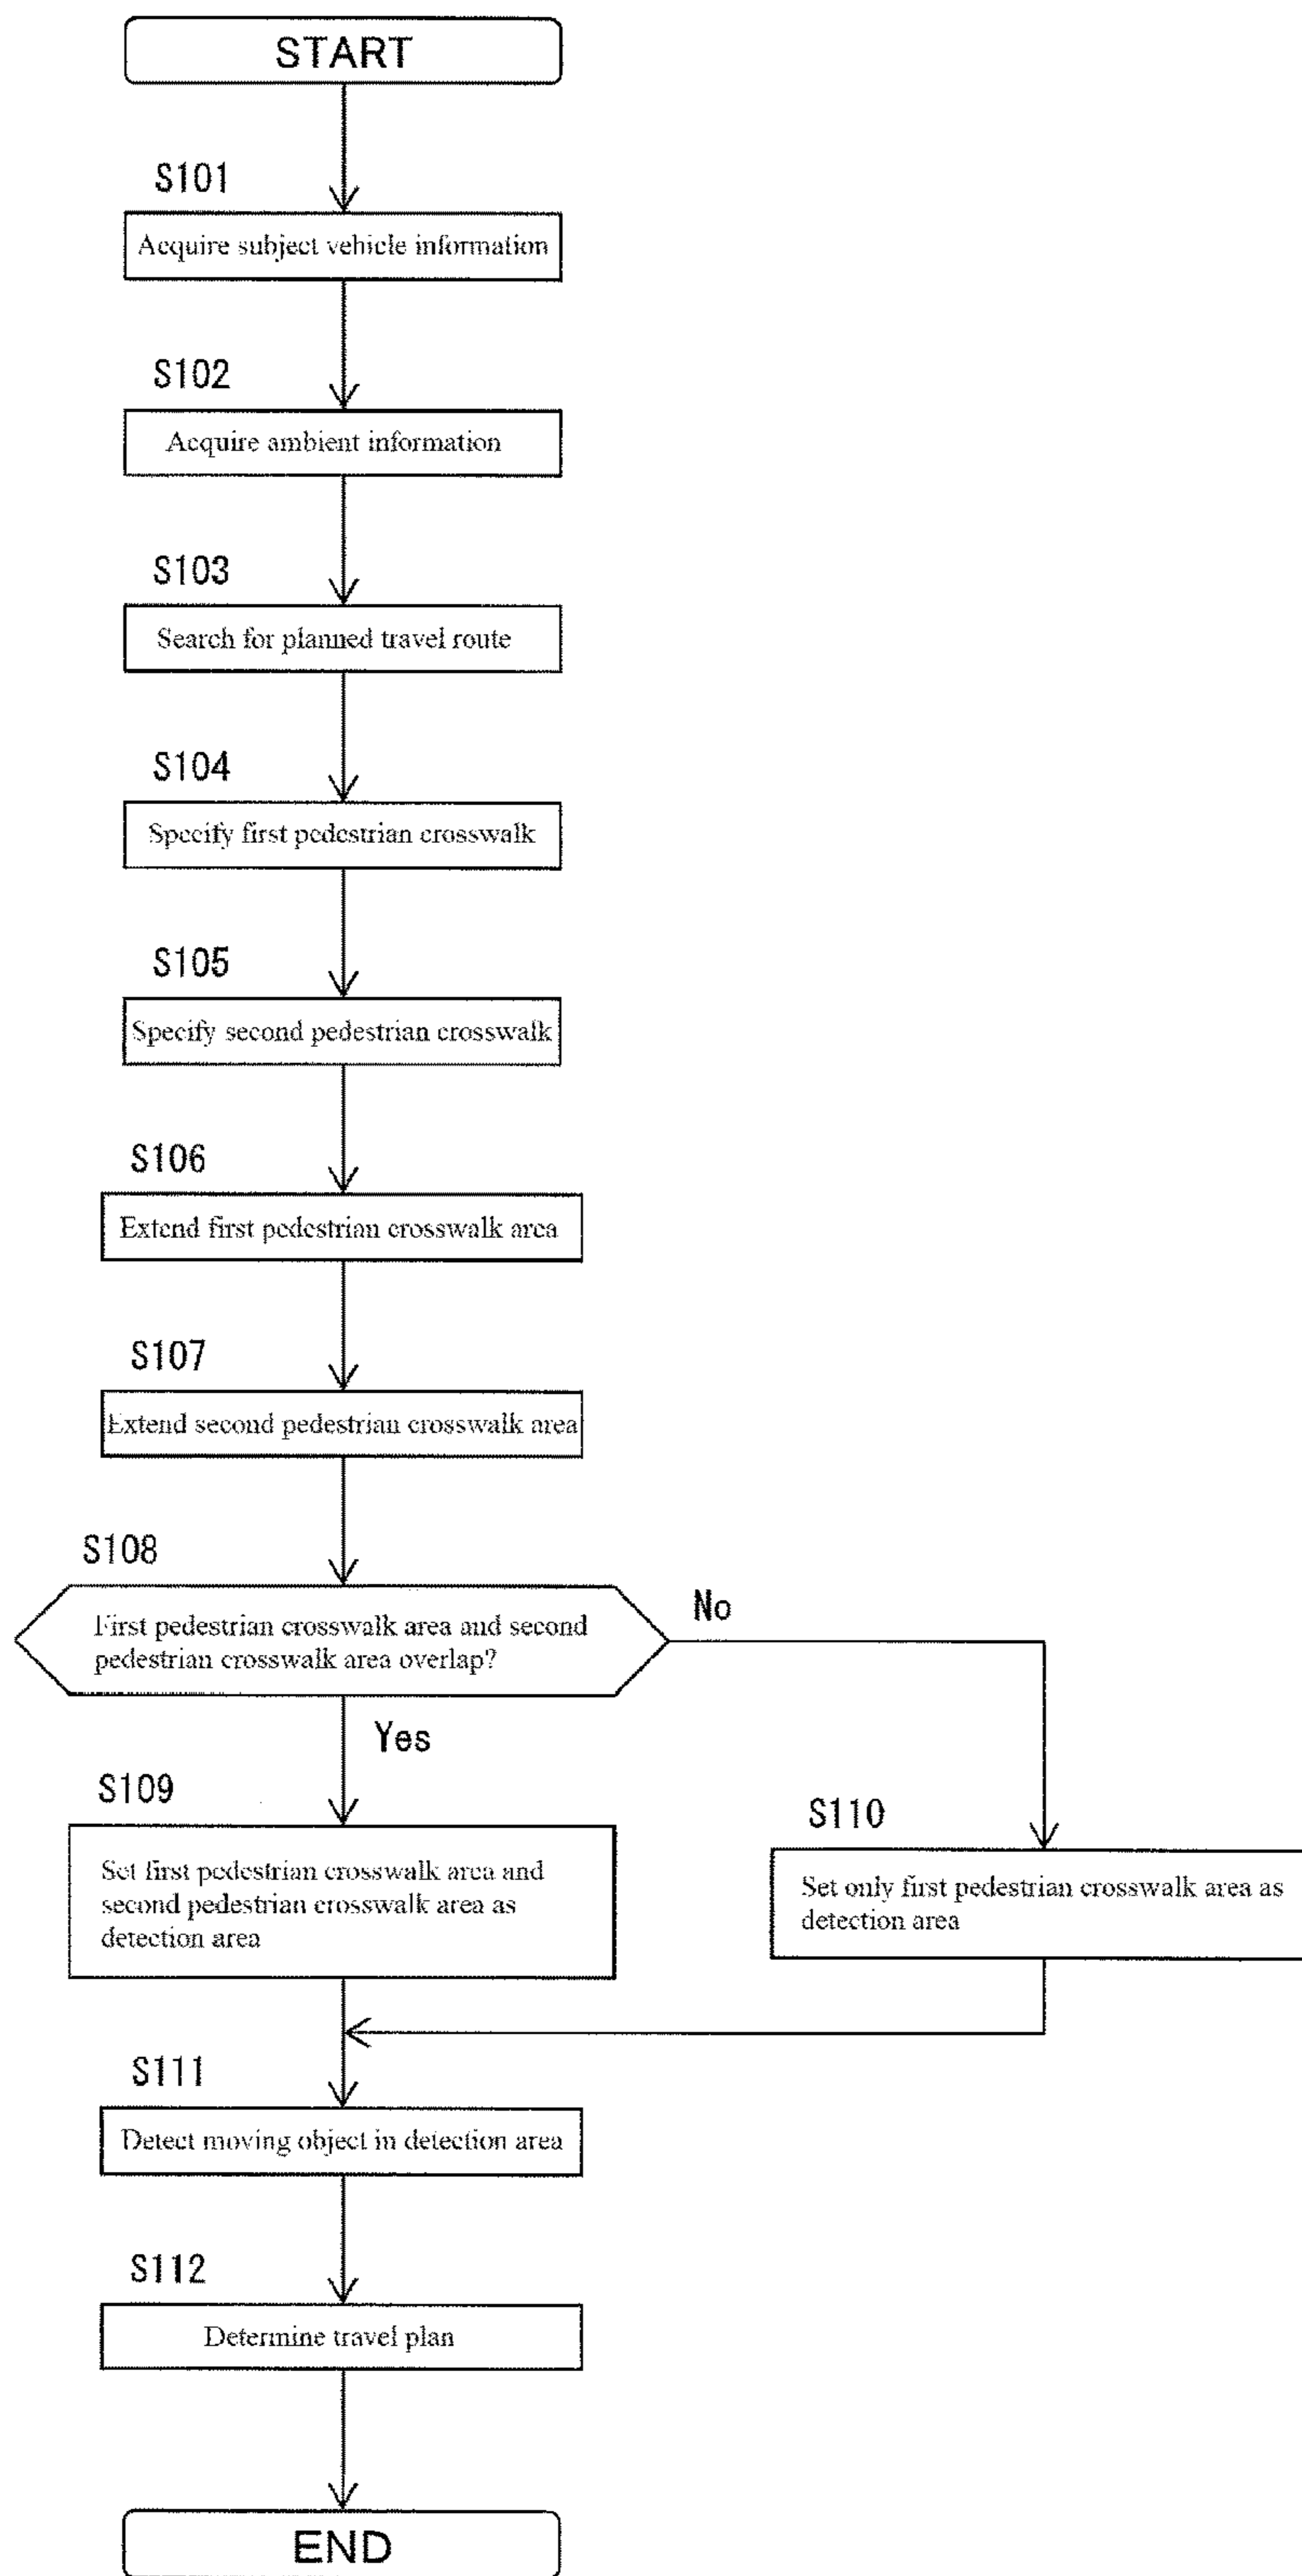 START
S101
Acquire subject vehicle information
S102
Acquire ambient information
S103
Search for planned travel route
S104
Specify first pedestrian crosswalk
S105
Specify second pedestrian crosswalk
S106
Extend first pedestrian crosswalk area
S107
Extend second pedestrian crosswalk area
S108
First pedestrian crosswalk area and second
pedestrian crosswalk area overlap?
No
Yes
S109
Set first pedestrian crosswalk area and
second pedestrian crosswalk area as
detection area
S110
Set only first pedestrian crosswalk area as
detection area
S111
Detect moving object in detection area
S112
Determine travel plan
END